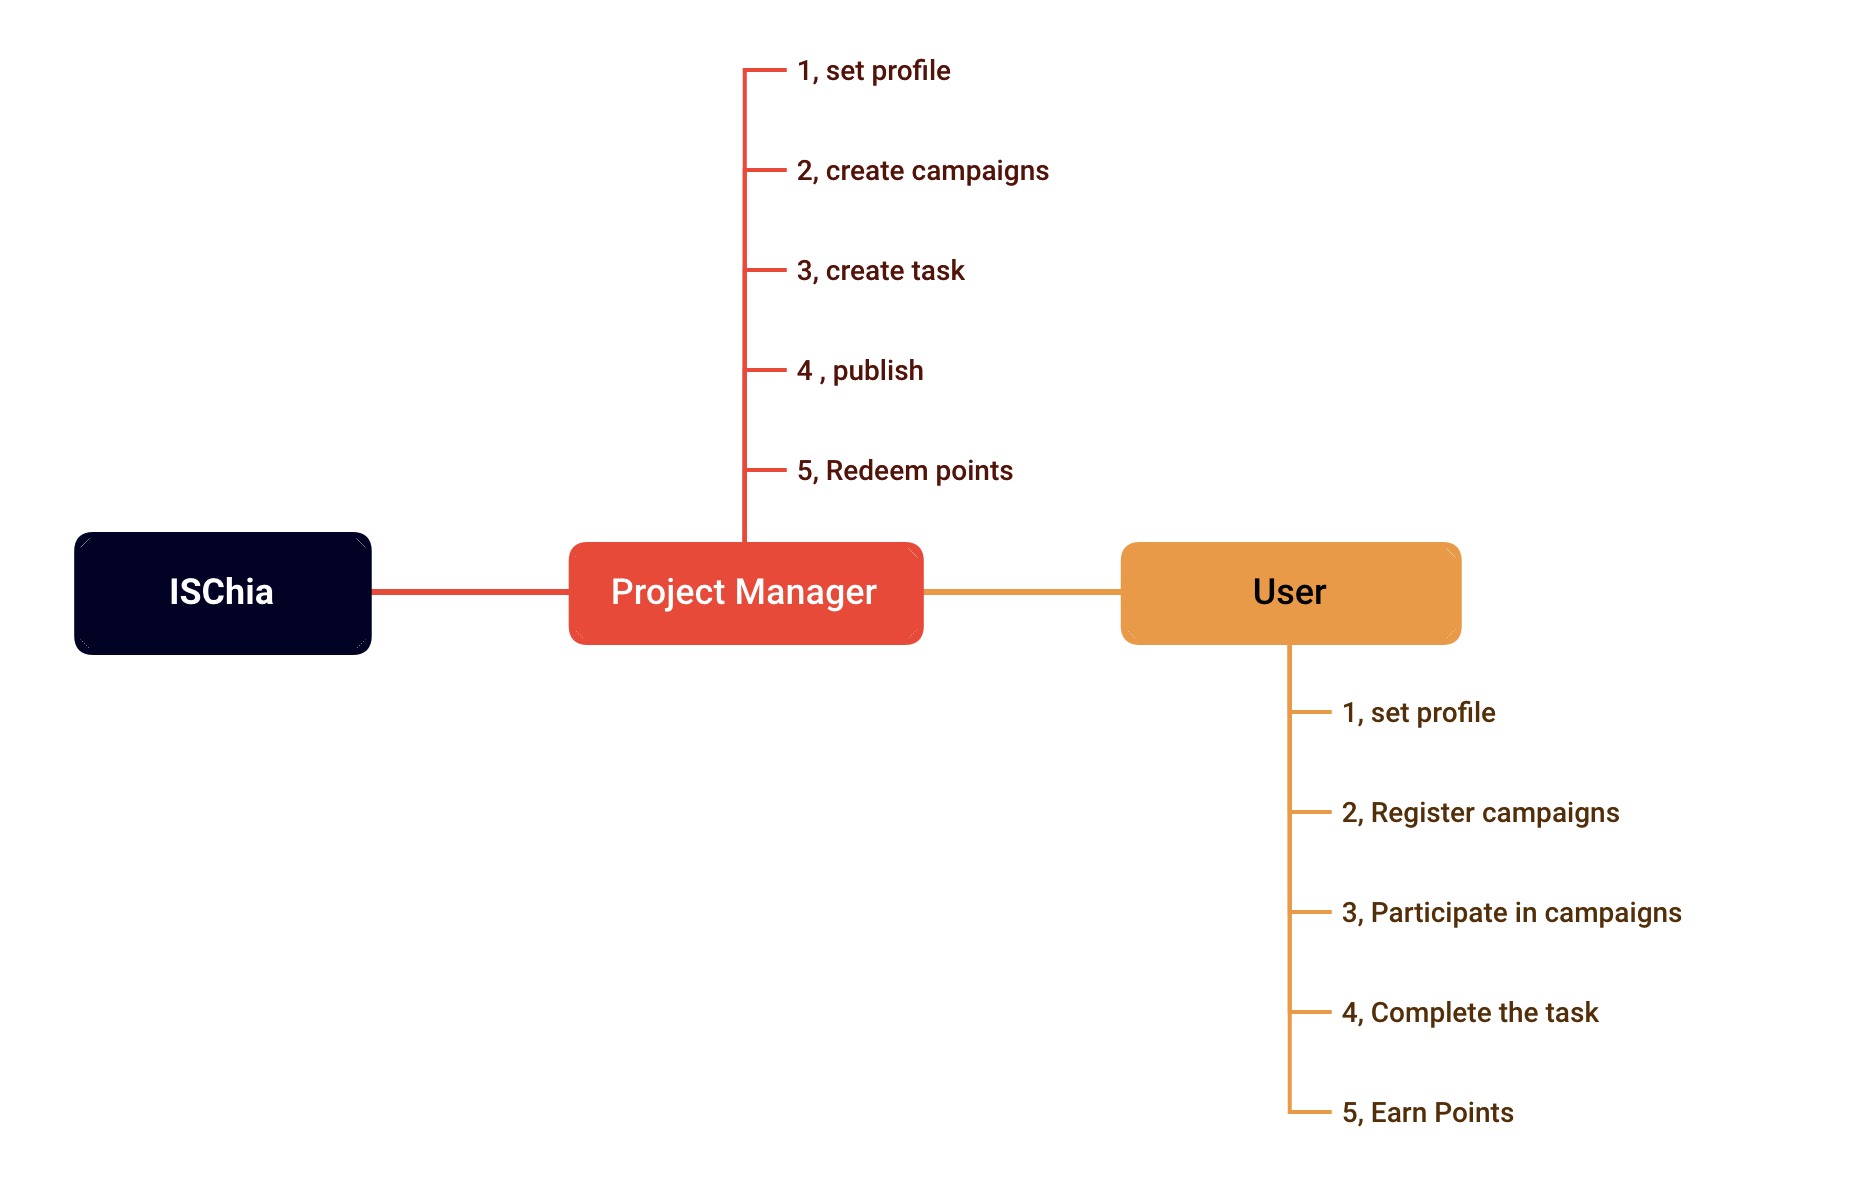 1, set profile
2, create campaigns
3, create task
4 , publish
5, Redeem points
ISChia
Project Manager
User
1, set profile
2, Register campaigns
3, Participate in campaigns
4, Complete the task
5, Earn Points